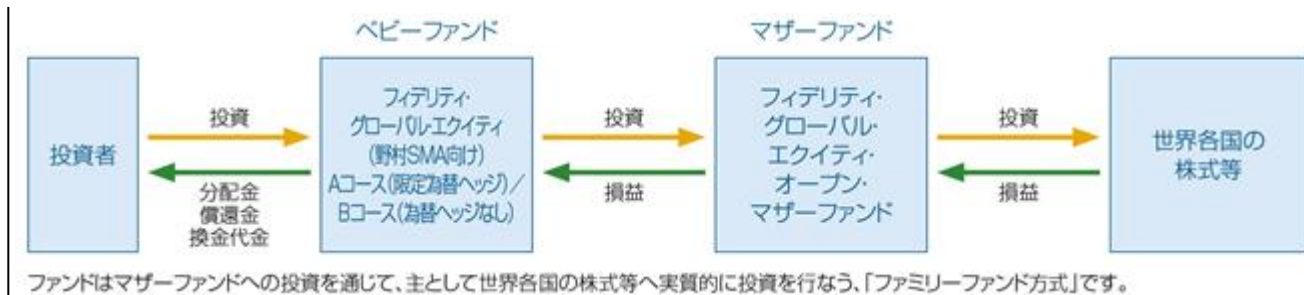 ベビーファンド
マザーファンド
投資者
投資
分配金
償還金
換金代金
フィデリティ・
グローバル・エクイティ
(野村SMA向け)
Aコース(限定為替ヘッジ)/
Bコース(為替ヘッジなし)
投資
損益
フィデリティ・
グローバル・
エクイティ・
オープン・
マザーファンド
投資
損益
世界各国の
株式等
ファンドはマザーファンドへの投資を通じて、主として世界各国の株式等へ実質的に投資を行なう、「ファミリーファンド方式」です。